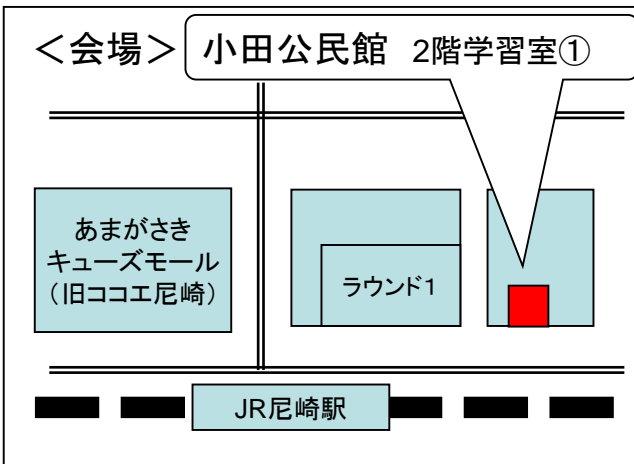 ＜会場＞ 小田公民館 2階学習室①
あまがさき
キューズモール
（旧ココエ尼崎）
ラウンド1
JR尼崎駅